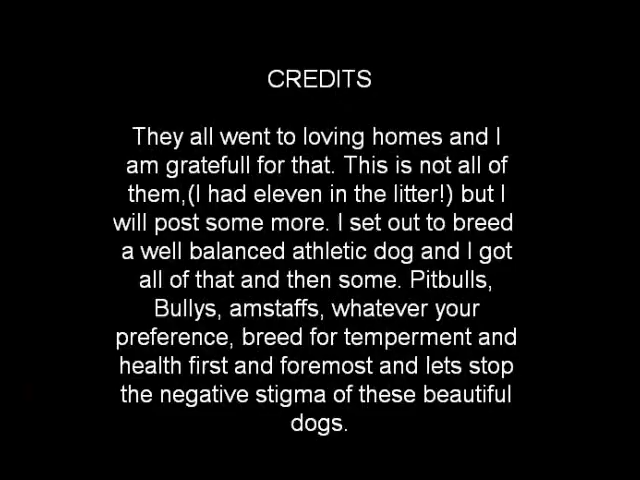 CREDITS
They all went to loving homes and I
am gratefull for that. This is not all of
them,(I had eleven in the litter!) but I
will post some more. I set out to breed
a well balanced athletic dog and I got
all of that and then some. Pitbulls,
Bullys, amstaffs, whatever your
preference, breed for temperment and
health first and foremost and lets stop
the negative stigma of these beautiful
dogs.